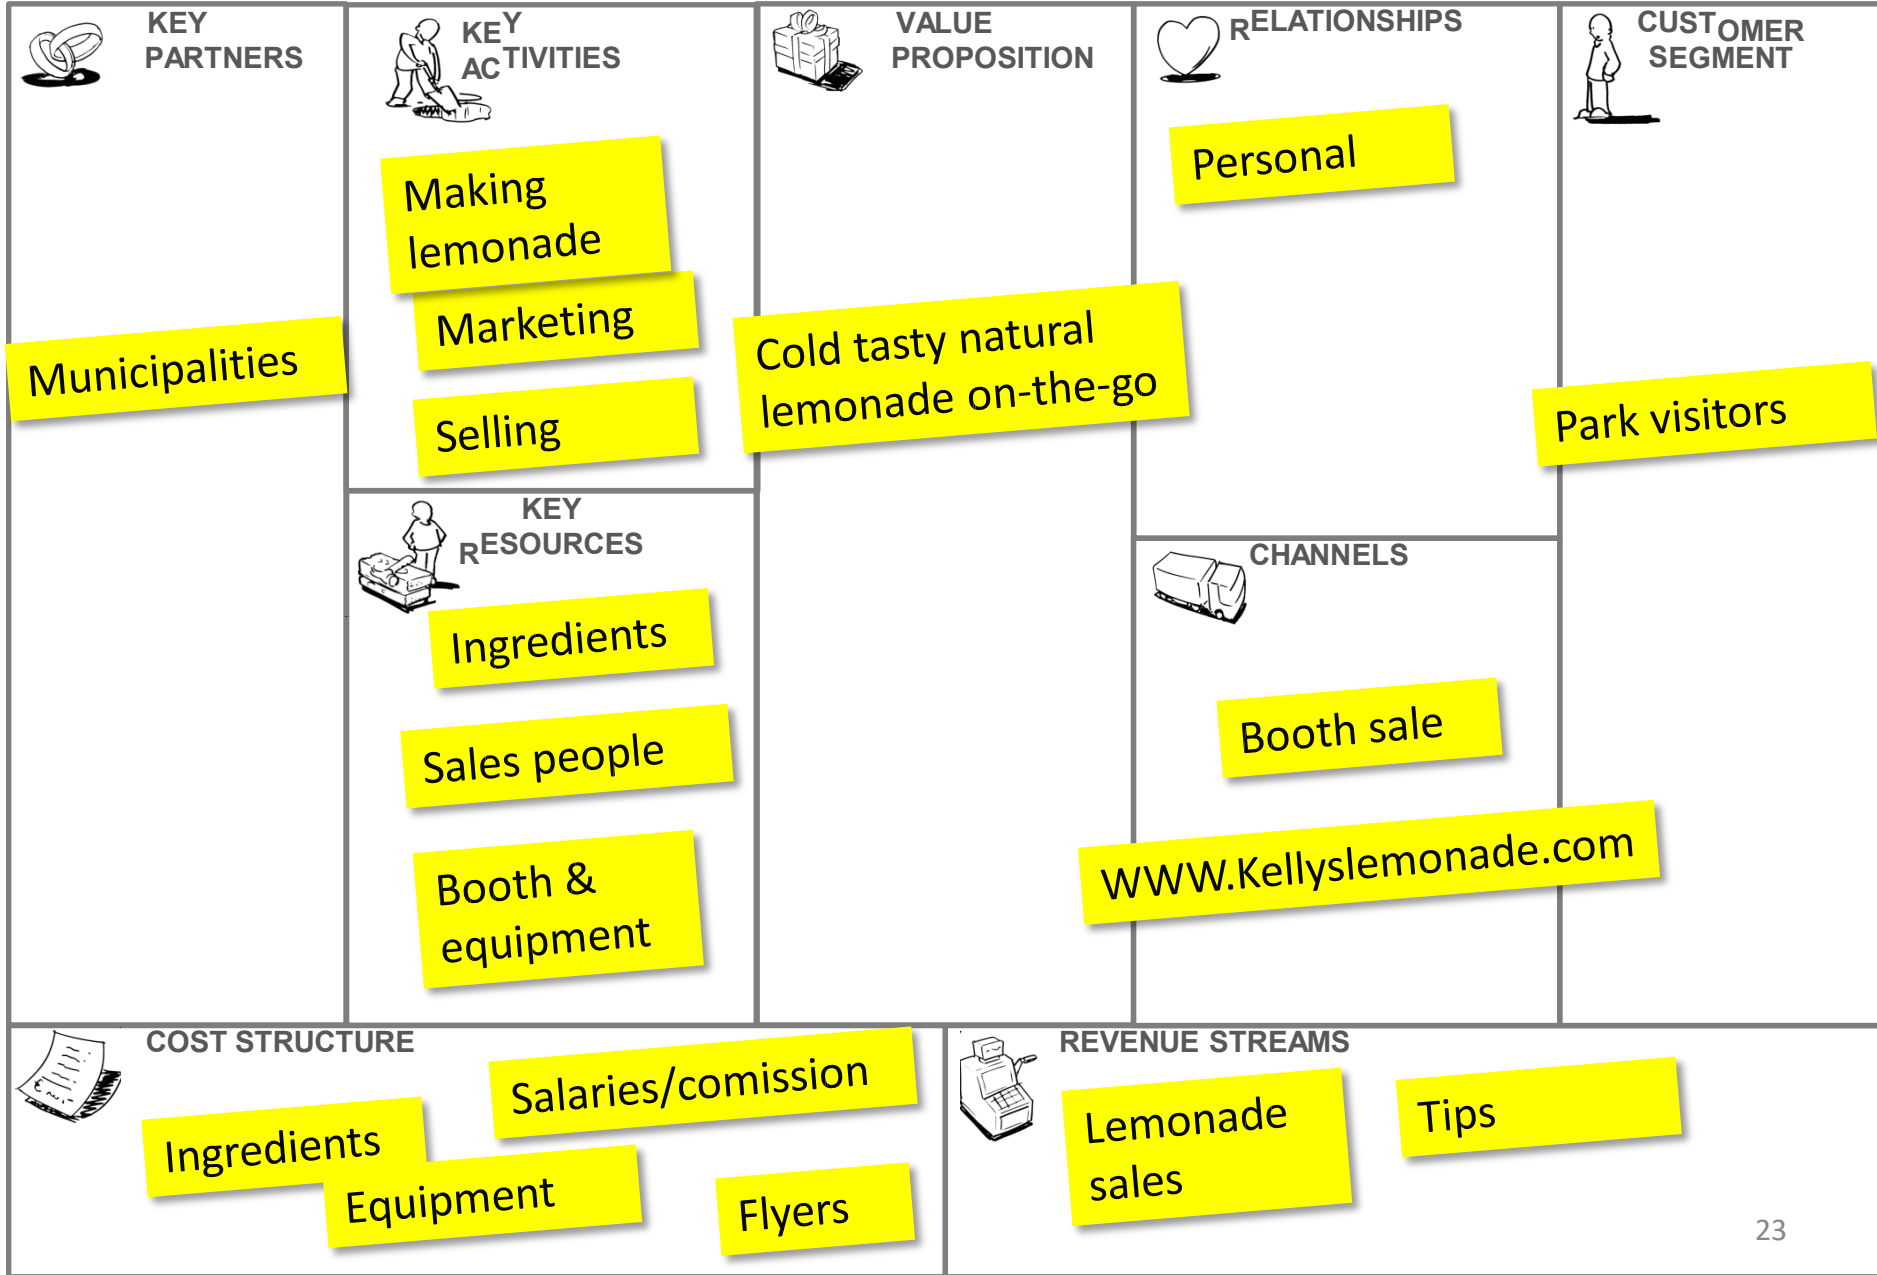 KEY
PARTNERS
Municipalities
KEY
ACTIVITIES
Making
lemonade
Marketing
Selling
KEY
RESOURCES
Ingredients
Sales people
Booth &
equipment
VALUE
PROPOSITION
Cold tasty natural
lemonade on-the-go
RELATIONSHIPS
Personal
CHANNELS
Booth sale
WWW.Kellyslemonade.com
CUSTOMER
SEGMENT
Park visitors
COST STRUCTURE
Salaries/comission
Ingredients
Equipment
Flyers
REVENUE STREAMS
Lemonade
sales
Tips
23